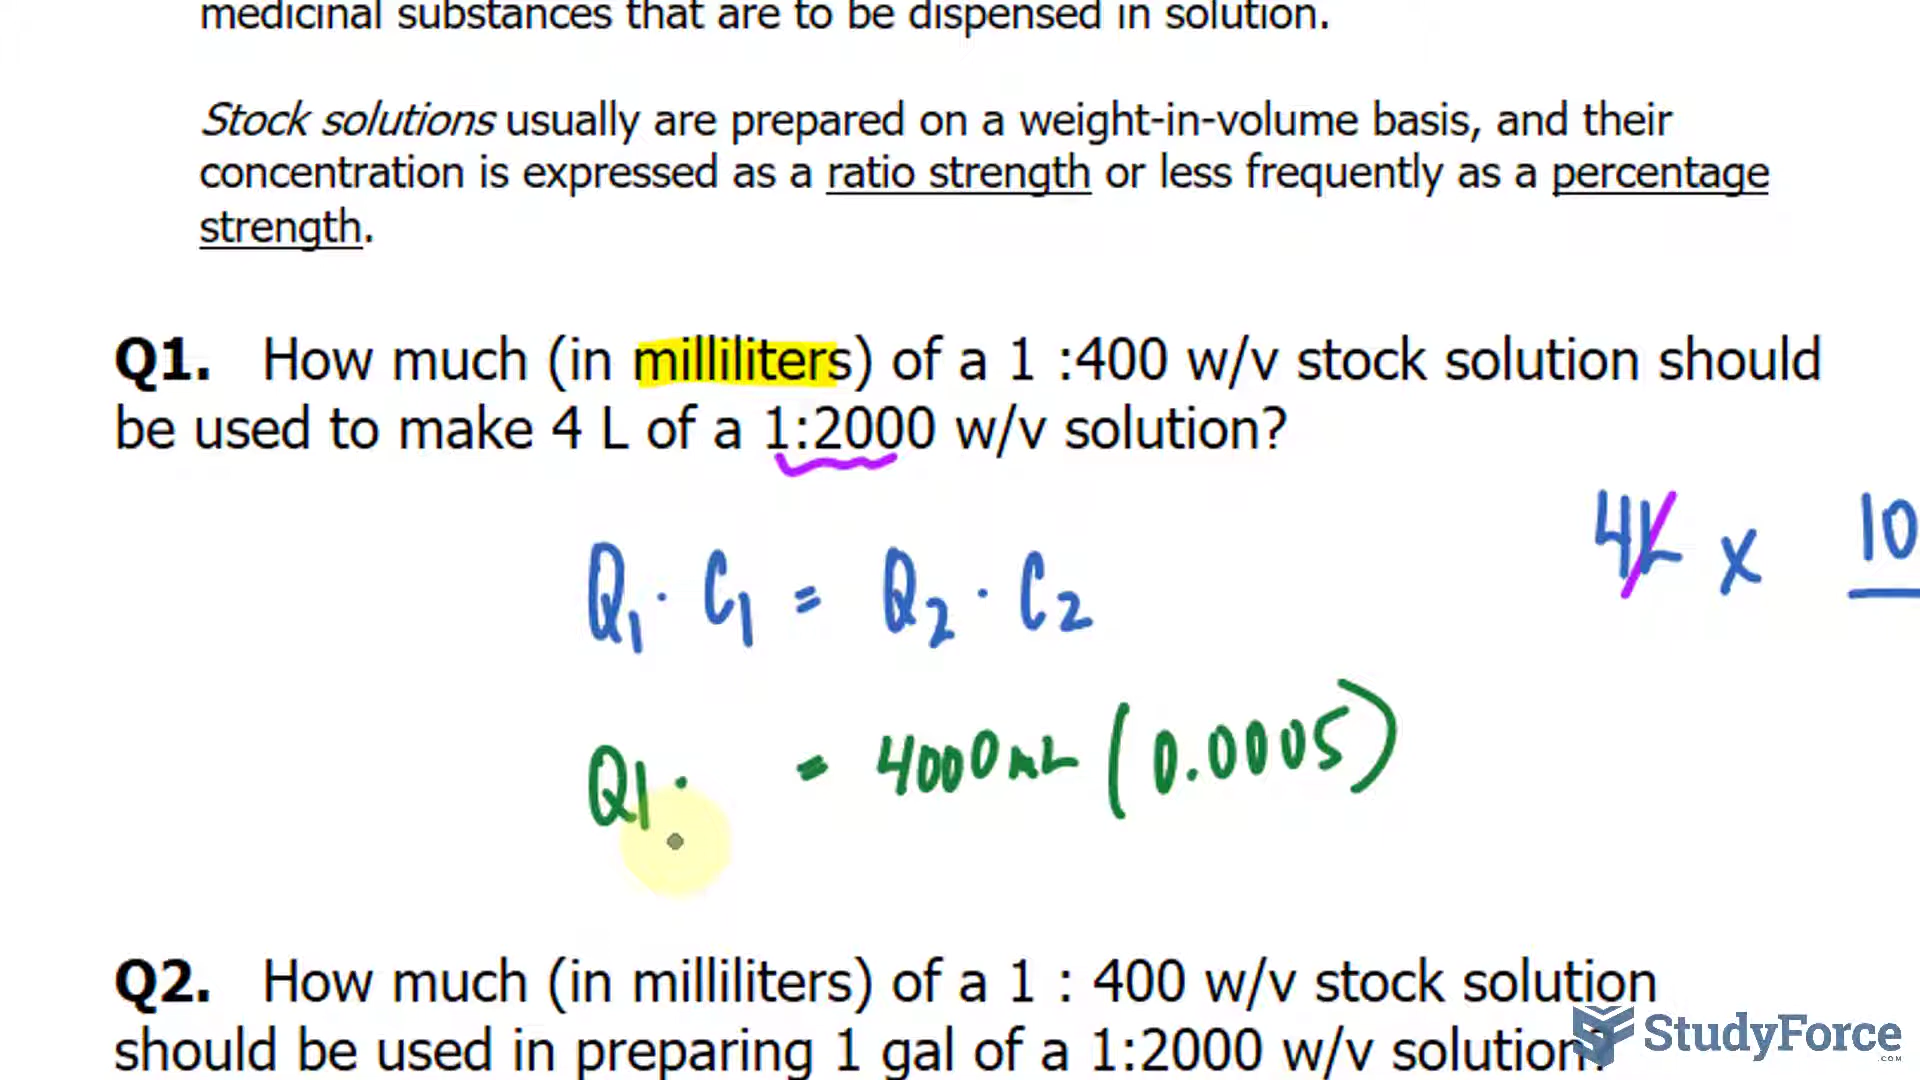 medicinal substances that are to be dispensed in solution.
Stock solutions usually are prepared on a weight-in-volume basis, and their
concentration is expressed as a ratio strength or less frequently as a percentage
strength.
Q1. How much (in milliliters) of a 1 :400 w/v stock solution should
be used to make 4 L of a 1:2000 w/v solution?
4L x 10
Q1 · C1 = Q2 · C2
Q1 · = 4000mL (0.0005)
Q2. How much (in milliliters) of a 1 : 400 w/v stock solution
should be used in preparing 1 gal of a 1:2000 w/v solution?
StudyForce
.COM